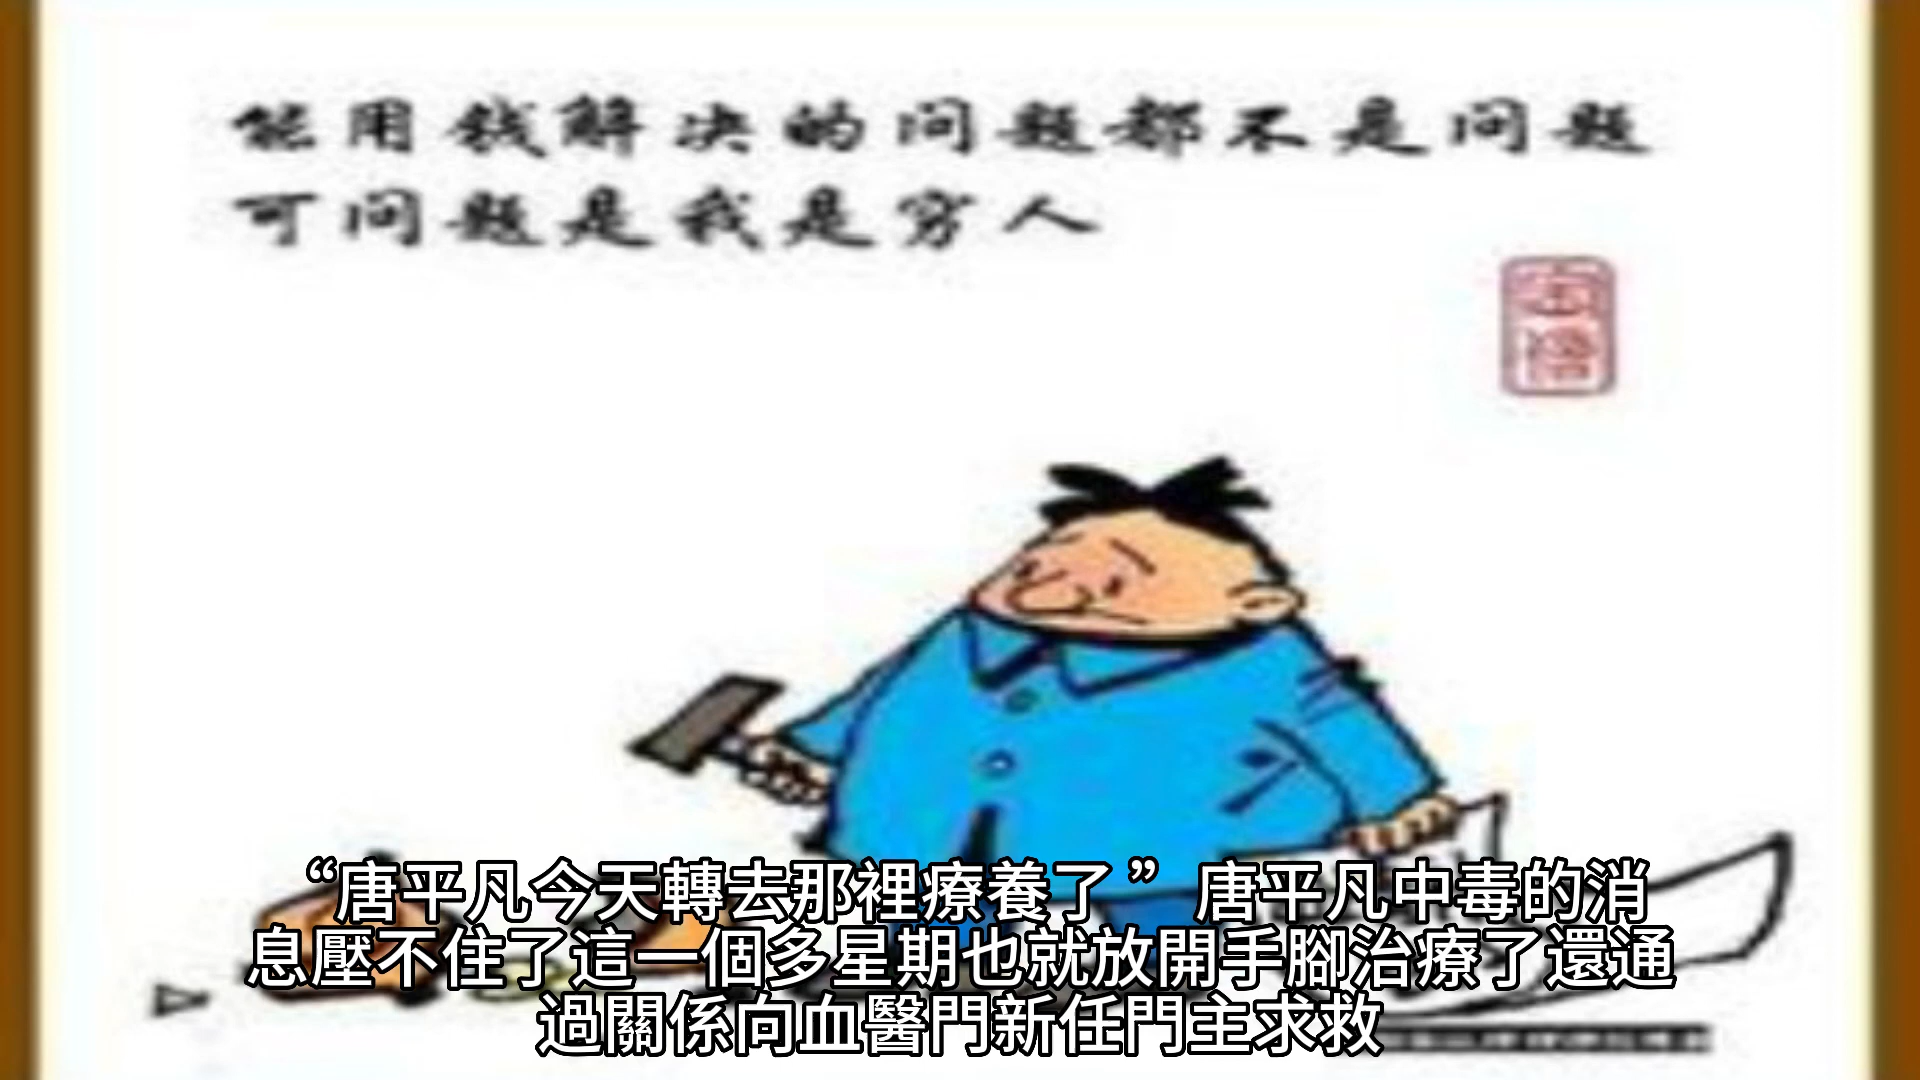 能用钱解决的问题都不是问题
可问题是我是穷人
“唐平凡今天轉去那裡療養了”唐平凡中毒的消
息壓不住了這一個多星期也就放開手腳治療了還通
過關係向血醫門新任門主求救